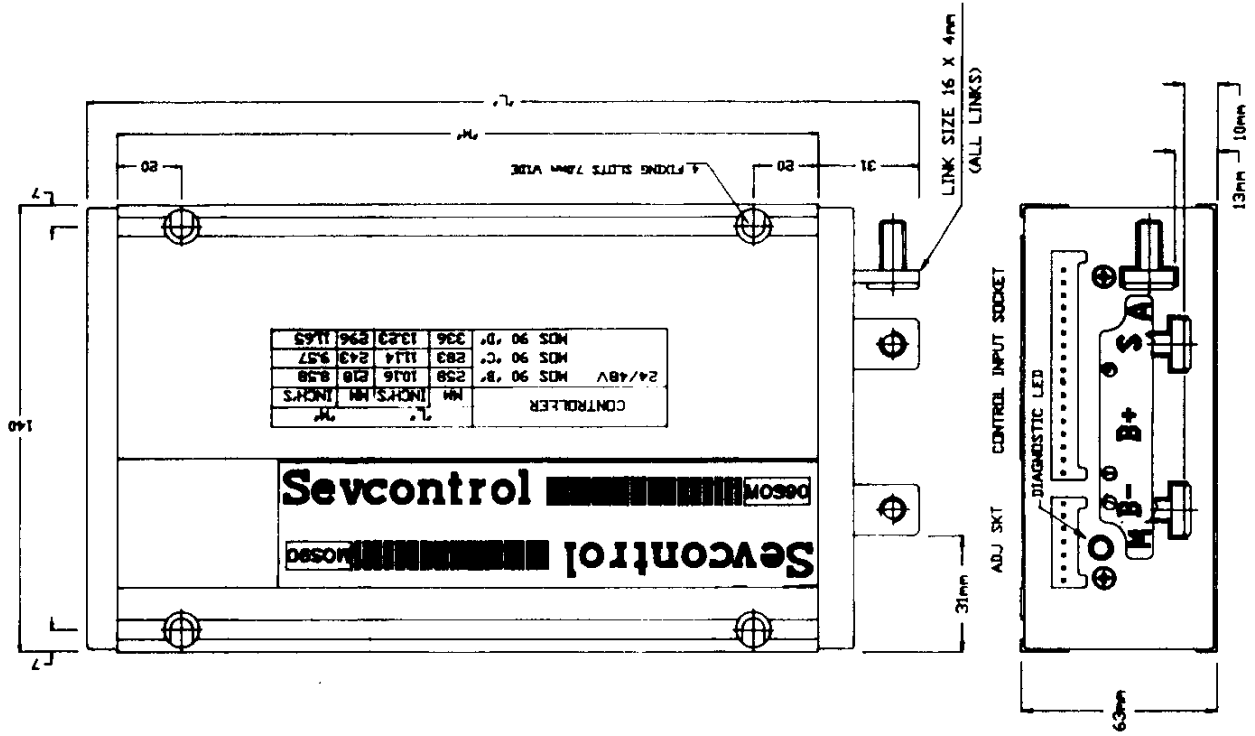 "L"
"M"
20
4 FIXING SLOTS 7.0mm WIDE
20
31
LINK SIZE 16 X 4mm
(ALL LINKS)
7
140
7
CONTROLLER "L" "M"
MM INCH'S MM INCH'S
24/48V MOS 90 'B' 258 10.16 218 8.58
MOS 90 'C' 283 11.14 243 9.57
MOS 90 'D' 336 13.23 296 11.65
Sevcontrol MOS90
Sevcontrol MOS90
31mm
ADJ SKT
CONTROL INPUT SOCKET
DIAGNOSTIC LED
M B- B+ S A
10mm
13mm
63mm